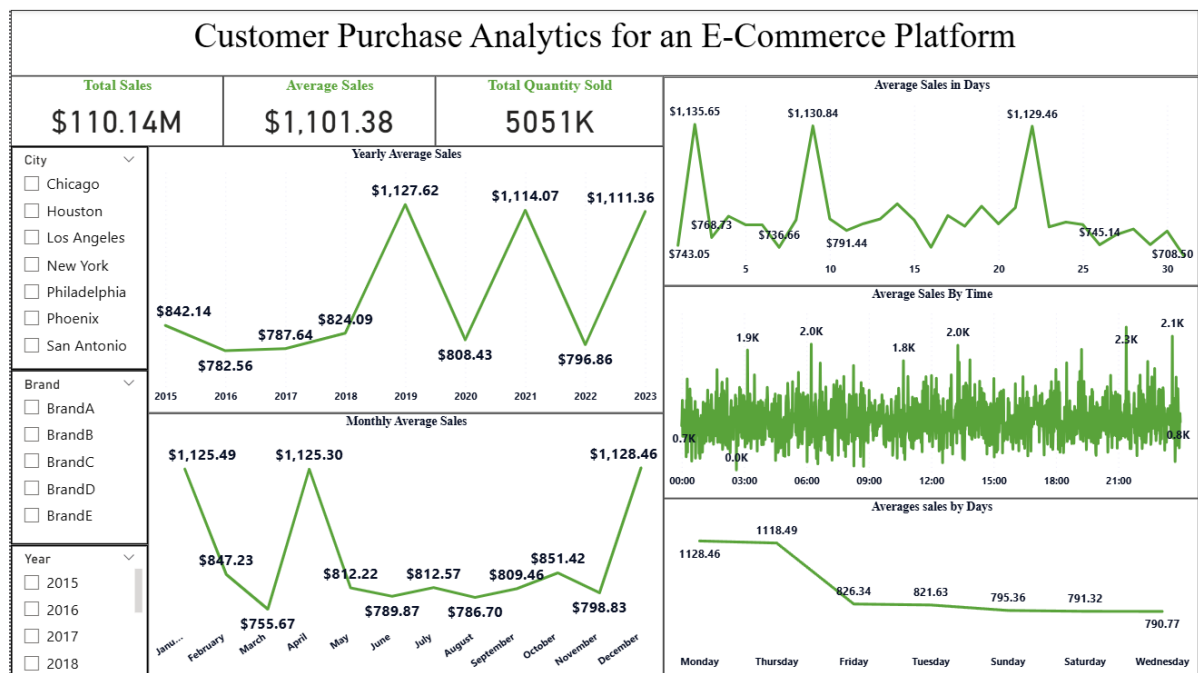 Customer Purchase Analytics for an E-Commerce Platform
Total Sales
$110.14M
Average Sales
$1,101.38
Total Quantity Sold
5051K
City
Chicago
Houston
Los Angeles
New York
Philadelphia
Phoenix
San Antonio
Brand
BrandA
BrandB
BrandC
BrandD
BrandE
Year
2015
2016
2017
2018
Yearly Average Sales
$842.14
$782.56
$787.64
$824.09
$1,127.62
$808.43
$1,114.07
$796.86
$1,111.36
2015 2016 2017 2018 2019 2020 2021 2022 2023
Monthly Average Sales
$1,125.49
$847.23
$755.67
$1,125.30
$812.22
$789.87
$812.57
$786.70
$809.46
$851.42
$798.83
$1,128.46
Janu... February March April May June July August September October November December
Average Sales in Days
$1,135.65
$1,130.84
$1,129.46
$743.05
$768.73
$736.66
$791.44
$745.14
$708.50
5 10 15 20 25 30
Average Sales By Time
0.7K
0.0K
1.9K
2.0K
1.8K
2.0K
2.3K
2.1K
0.8K
00:00 03:00 06:00 09:00 12:00 15:00 18:00 21:00
Averages sales by Days
1128.46
1118.49
826.34
821.63
795.36
791.32
790.77
Monday Thursday Friday Tuesday Sunday Saturday Wednesday